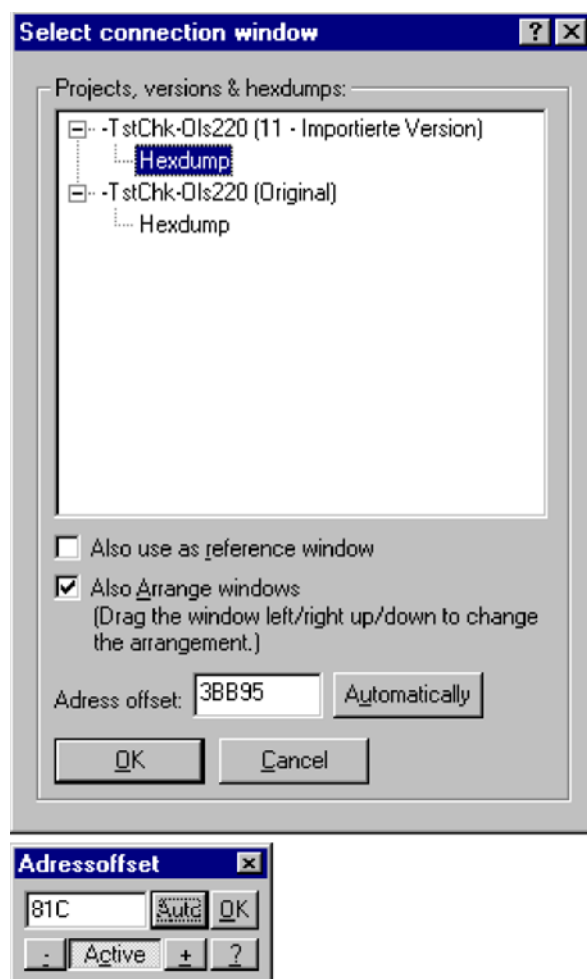 Select connection window
Projects, versions & hexdumps:
-TstChk-Ols220 (11 - Importierte Version)
Hexdump
-TstChk-Ols220 (Original)
Hexdump
Also use as reference window
Also Arrange windows
(Drag the window left/right up/down to change
the arrangement.)
Adress offset: 3BB95 Automatically
OK Cancel
Adressoffset
81C Auto OK
- Active + ?